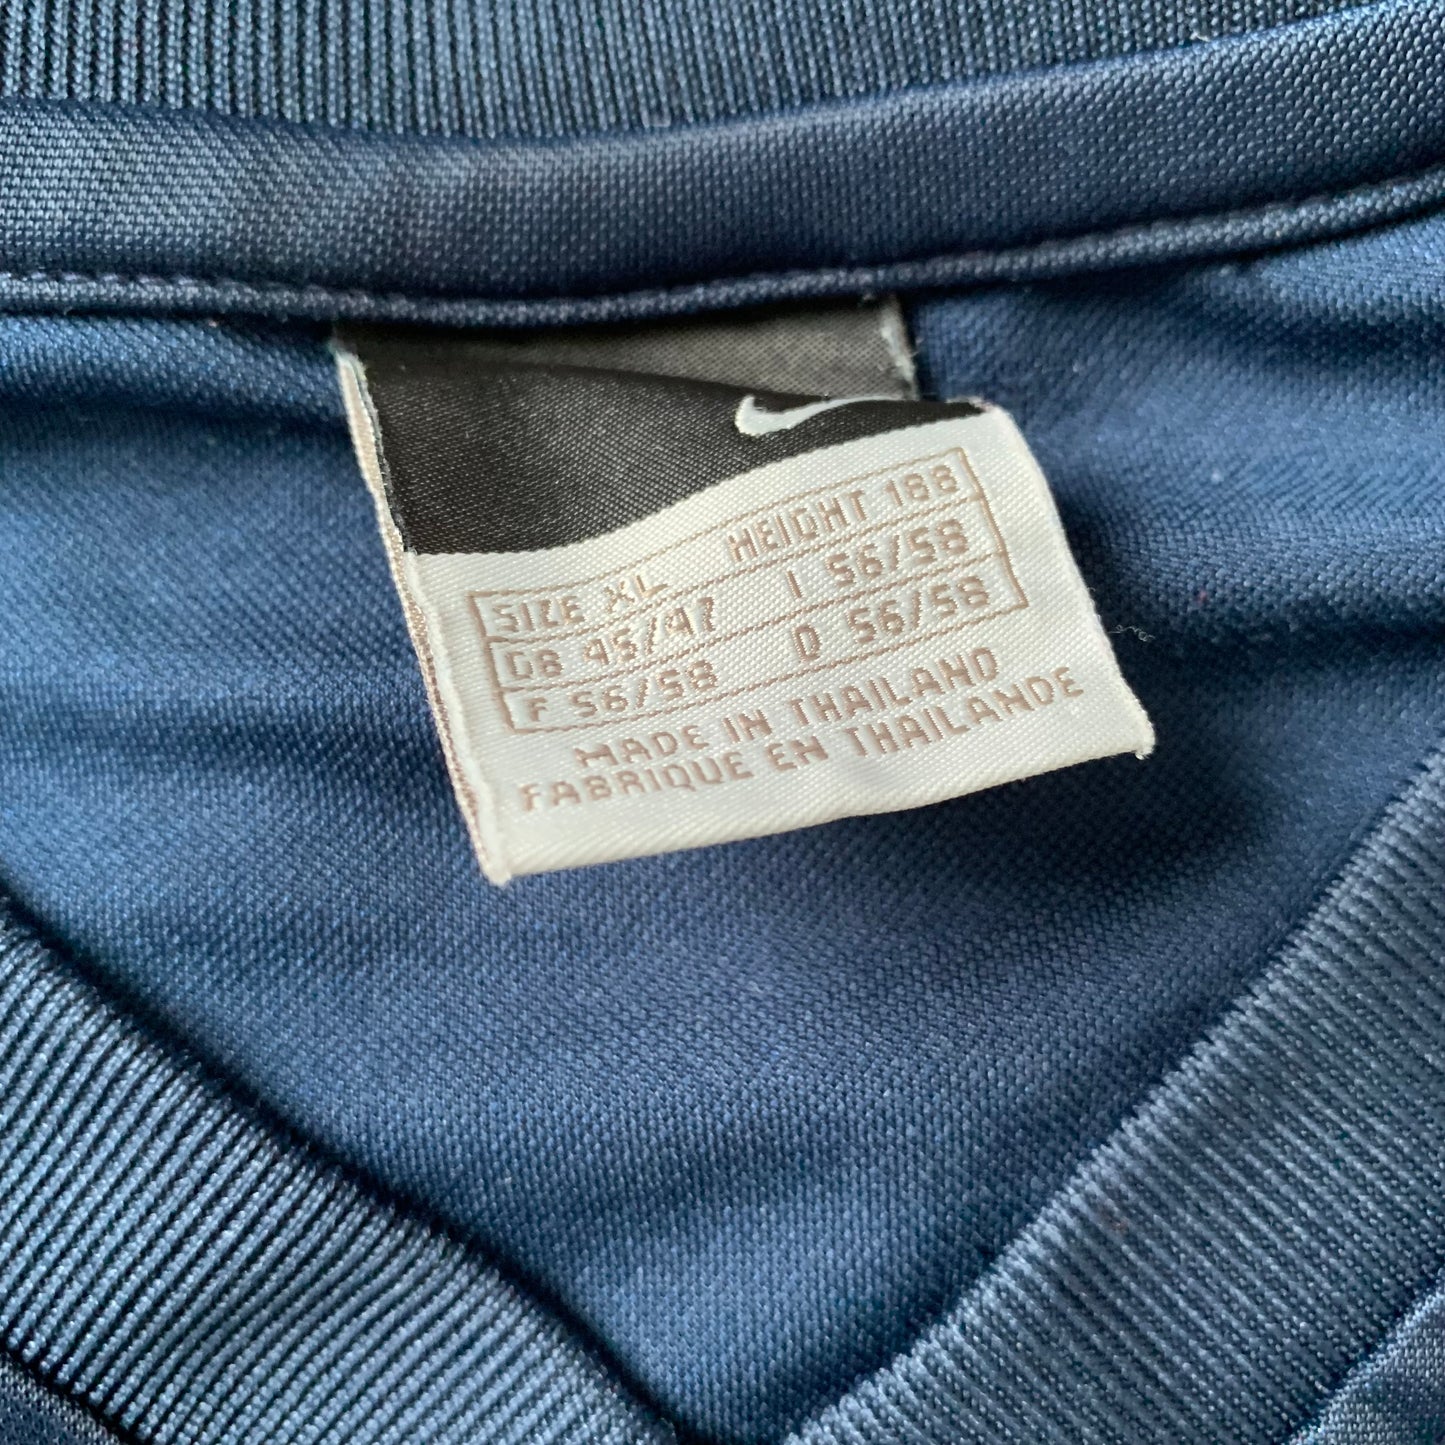 SIZE XL HEIGHT 188
GB 45/47 I 56/58
F 56/58 D 56/58
MADE IN THAILAND
FABRIQUE EN THAILANDE